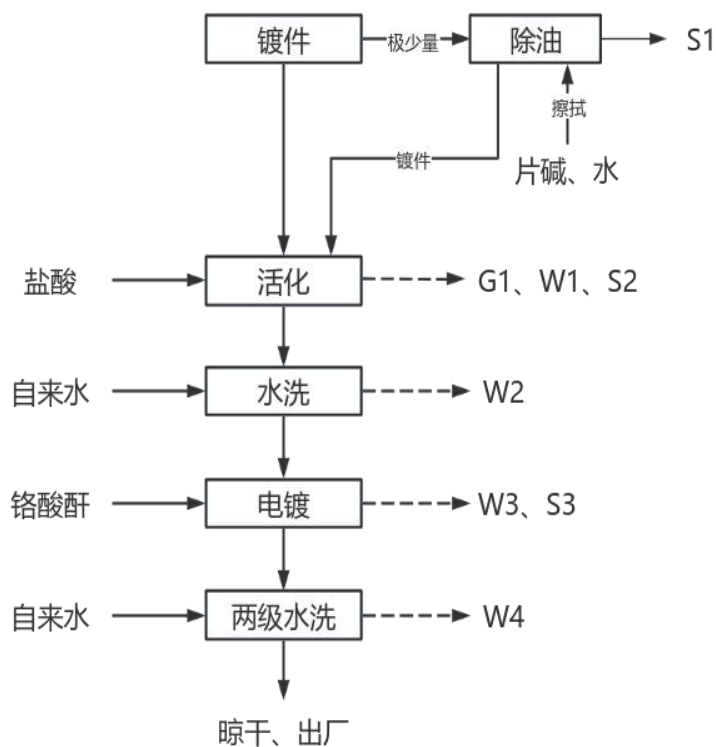 镀件
极少量
除油
S1
擦拭
镀件
片碱、水
盐酸
活化
G1、W1、S2
自来水
水洗
W2
铬酸酐
电镀
W3、S3
自来水
两级水洗
W4
晾干、出厂